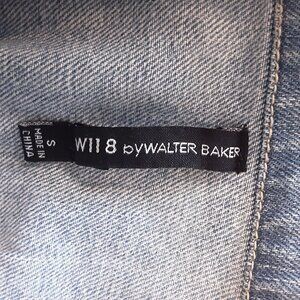 W118 byWALTER BAKER
S
MADE IN
CHINA